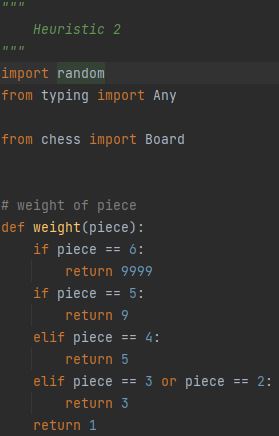 """
    Heuristic 2
"""
import random
from typing import Any

from chess import Board


# weight of piece
def weight(piece):
    if piece == 6:
        return 9999
    if piece == 5:
        return 9
    elif piece == 4:
        return 5
    elif piece == 3 or piece == 2:
        return 3
    return 1